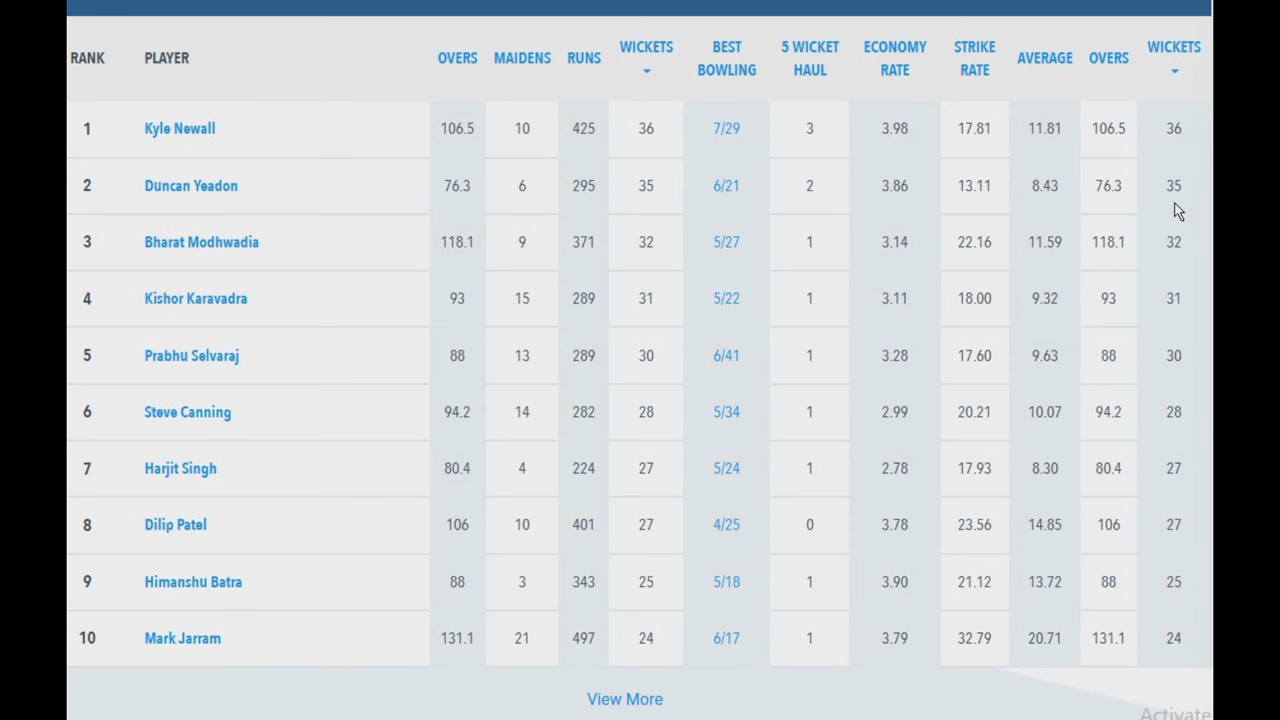 RANK PLAYER OVERS MAIDENS RUNS WICKETS BEST BOWLING 5 WICKET HAUL ECONOMY RATE STRIKE RATE AVERAGE OVERS WICKETS
1 Kyle Newall 106.5 10 425 36 7/29 3 3.98 17.81 11.81 106.5 36
2 Duncan Yeadon 76.3 6 295 35 6/21 2 3.86 13.11 8.43 76.3 35
3 Bharat Modhwadia 118.1 9 371 32 5/27 1 3.14 22.16 11.59 118.1 32
4 Kishor Karavadra 93 15 289 31 5/22 1 3.11 18.00 9.32 93 31
5 Prabhu Selvaraj 88 13 289 30 6/41 1 3.28 17.60 9.63 88 30
6 Steve Canning 94.2 14 282 28 5/34 1 2.99 20.21 10.07 94.2 28
7 Harjit Singh 80.4 4 224 27 5/24 1 2.78 17.93 8.30 80.4 27
8 Dilip Patel 106 10 401 27 4/25 0 3.78 23.56 14.85 106 27
9 Himanshu Batra 88 3 343 25 5/18 1 3.90 21.12 13.72 88 25
10 Mark Jarram 131.1 21 497 24 6/17 1 3.79 32.79 20.71 131.1 24
View More
Activate